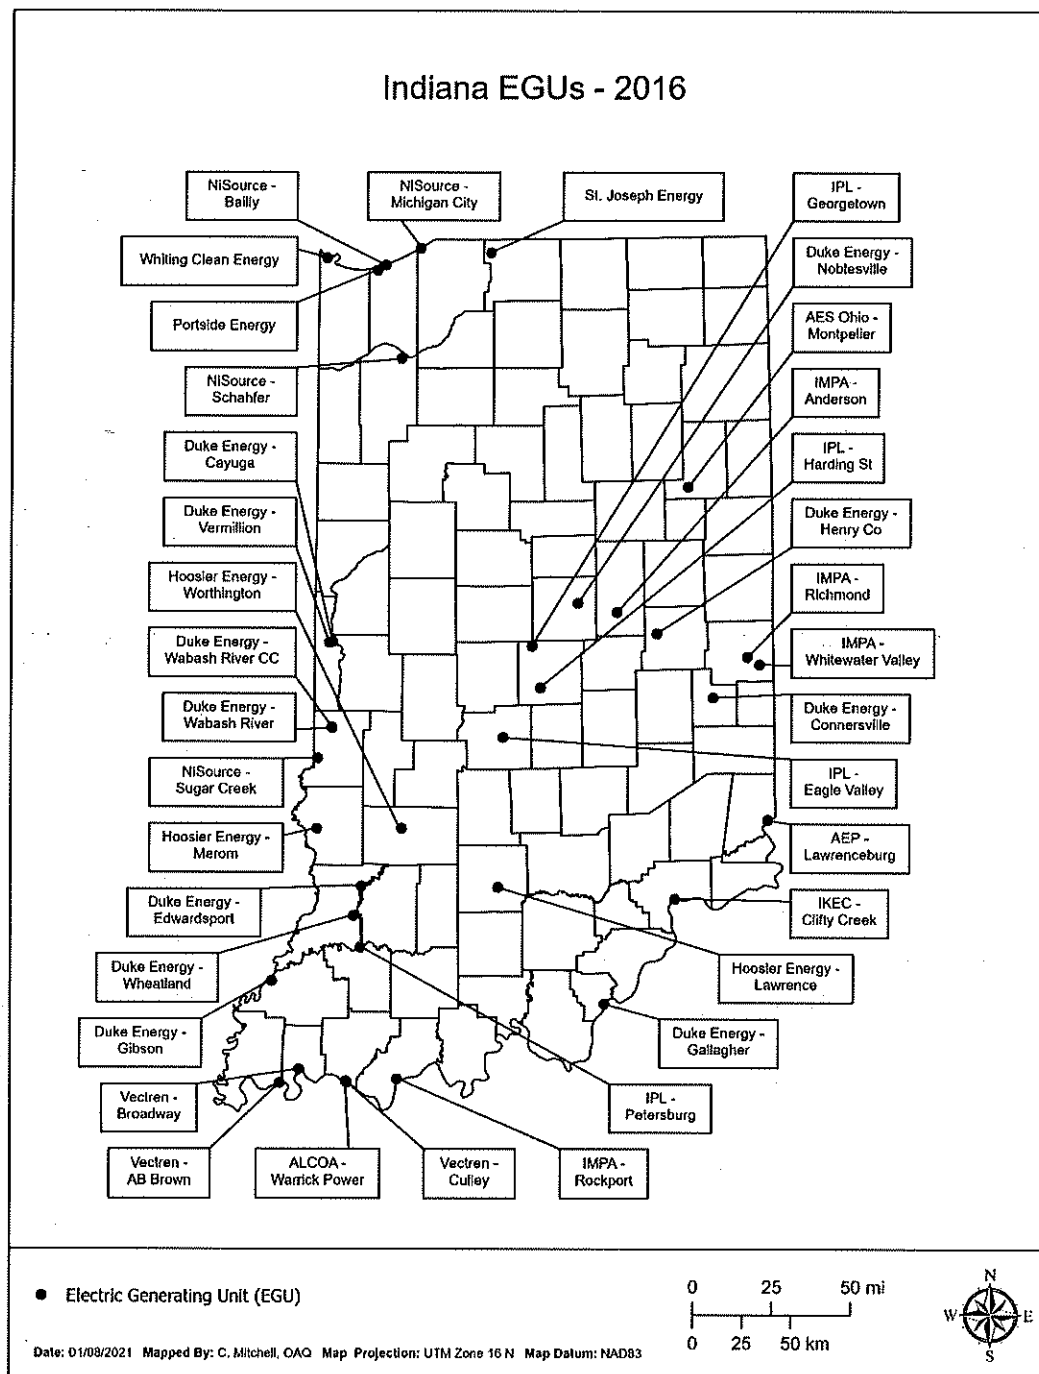 Indiana EGUs - 2016
NiSource -
Bailly
NiSource -
Michigan City
St. Joseph Energy
IPL -
Georgetown
Whiting Clean Energy
Duke Energy -
Noblesville
Portside Energy
AES Ohio -
Montpelier
NiSource -
Schahfer
IMPA -
Anderson
Duke Energy -
Cayuga
IPL -
Harding St
Duke Energy -
Vermillion
Duke Energy -
Henry Co
Hoosier Energy -
Worthington
IMPA -
Richmond
Duke Energy -
Wabash River CC
IMPA -
Whitewater Valley
Duke Energy -
Wabash River
Duke Energy -
Connersville
NiSource -
Sugar Creek
IPL -
Eagle Valley
Hoosier Energy -
Merom
AEP -
Lawrenceburg
Duke Energy -
Edwardsport
IKEC -
Clifty Creek
Duke Energy -
Wheatland
Hoosier Energy -
Lawrence
Duke Energy -
Gibson
Duke Energy -
Gallagher
Vectren -
Broadway
IPL -
Petersburg
Vectren -
AB Brown
ALCOA -
Warrick Power
Vectren -
Culley
IMPA -
Rockport
Electric Generating Unit (EGU)
0 25 50 mi
0 25 50 km
N
W E
S
Date: 01/08/2021 Mapped By: C. Mitchell, OAQ Map Projection: UTM Zone 16 N Map Datum: NAD83